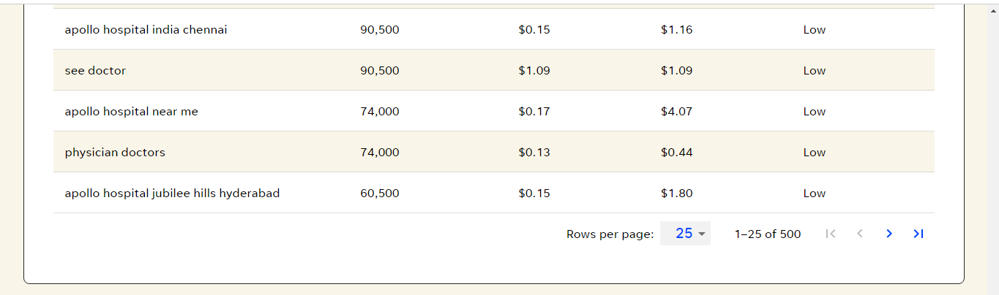 apollo hospital india chennai 90,500 $0.15 $1.16 Low
see doctor 90,500 $1.09 $1.09 Low
apollo hospital near me 74,000 $0.17 $4.07 Low
physician doctors 74,000 $0.13 $0.44 Low
apollo hospital jubilee hills hyderabad 60,500 $0.15 $1.80 Low
Rows per page: 25 1–25 of 500